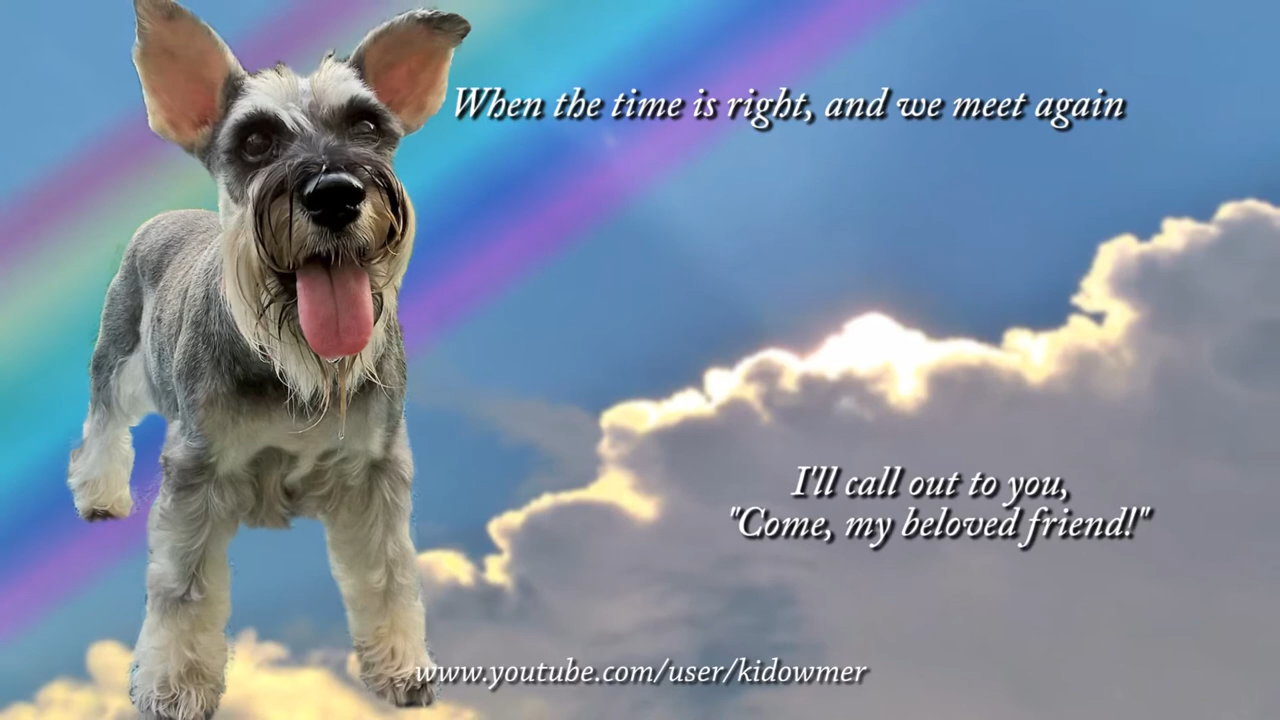 When the time is right, and we meet again
I'll call out to you,
"Come, my beloved friend!"
www.youtube.com/user/kidowmer